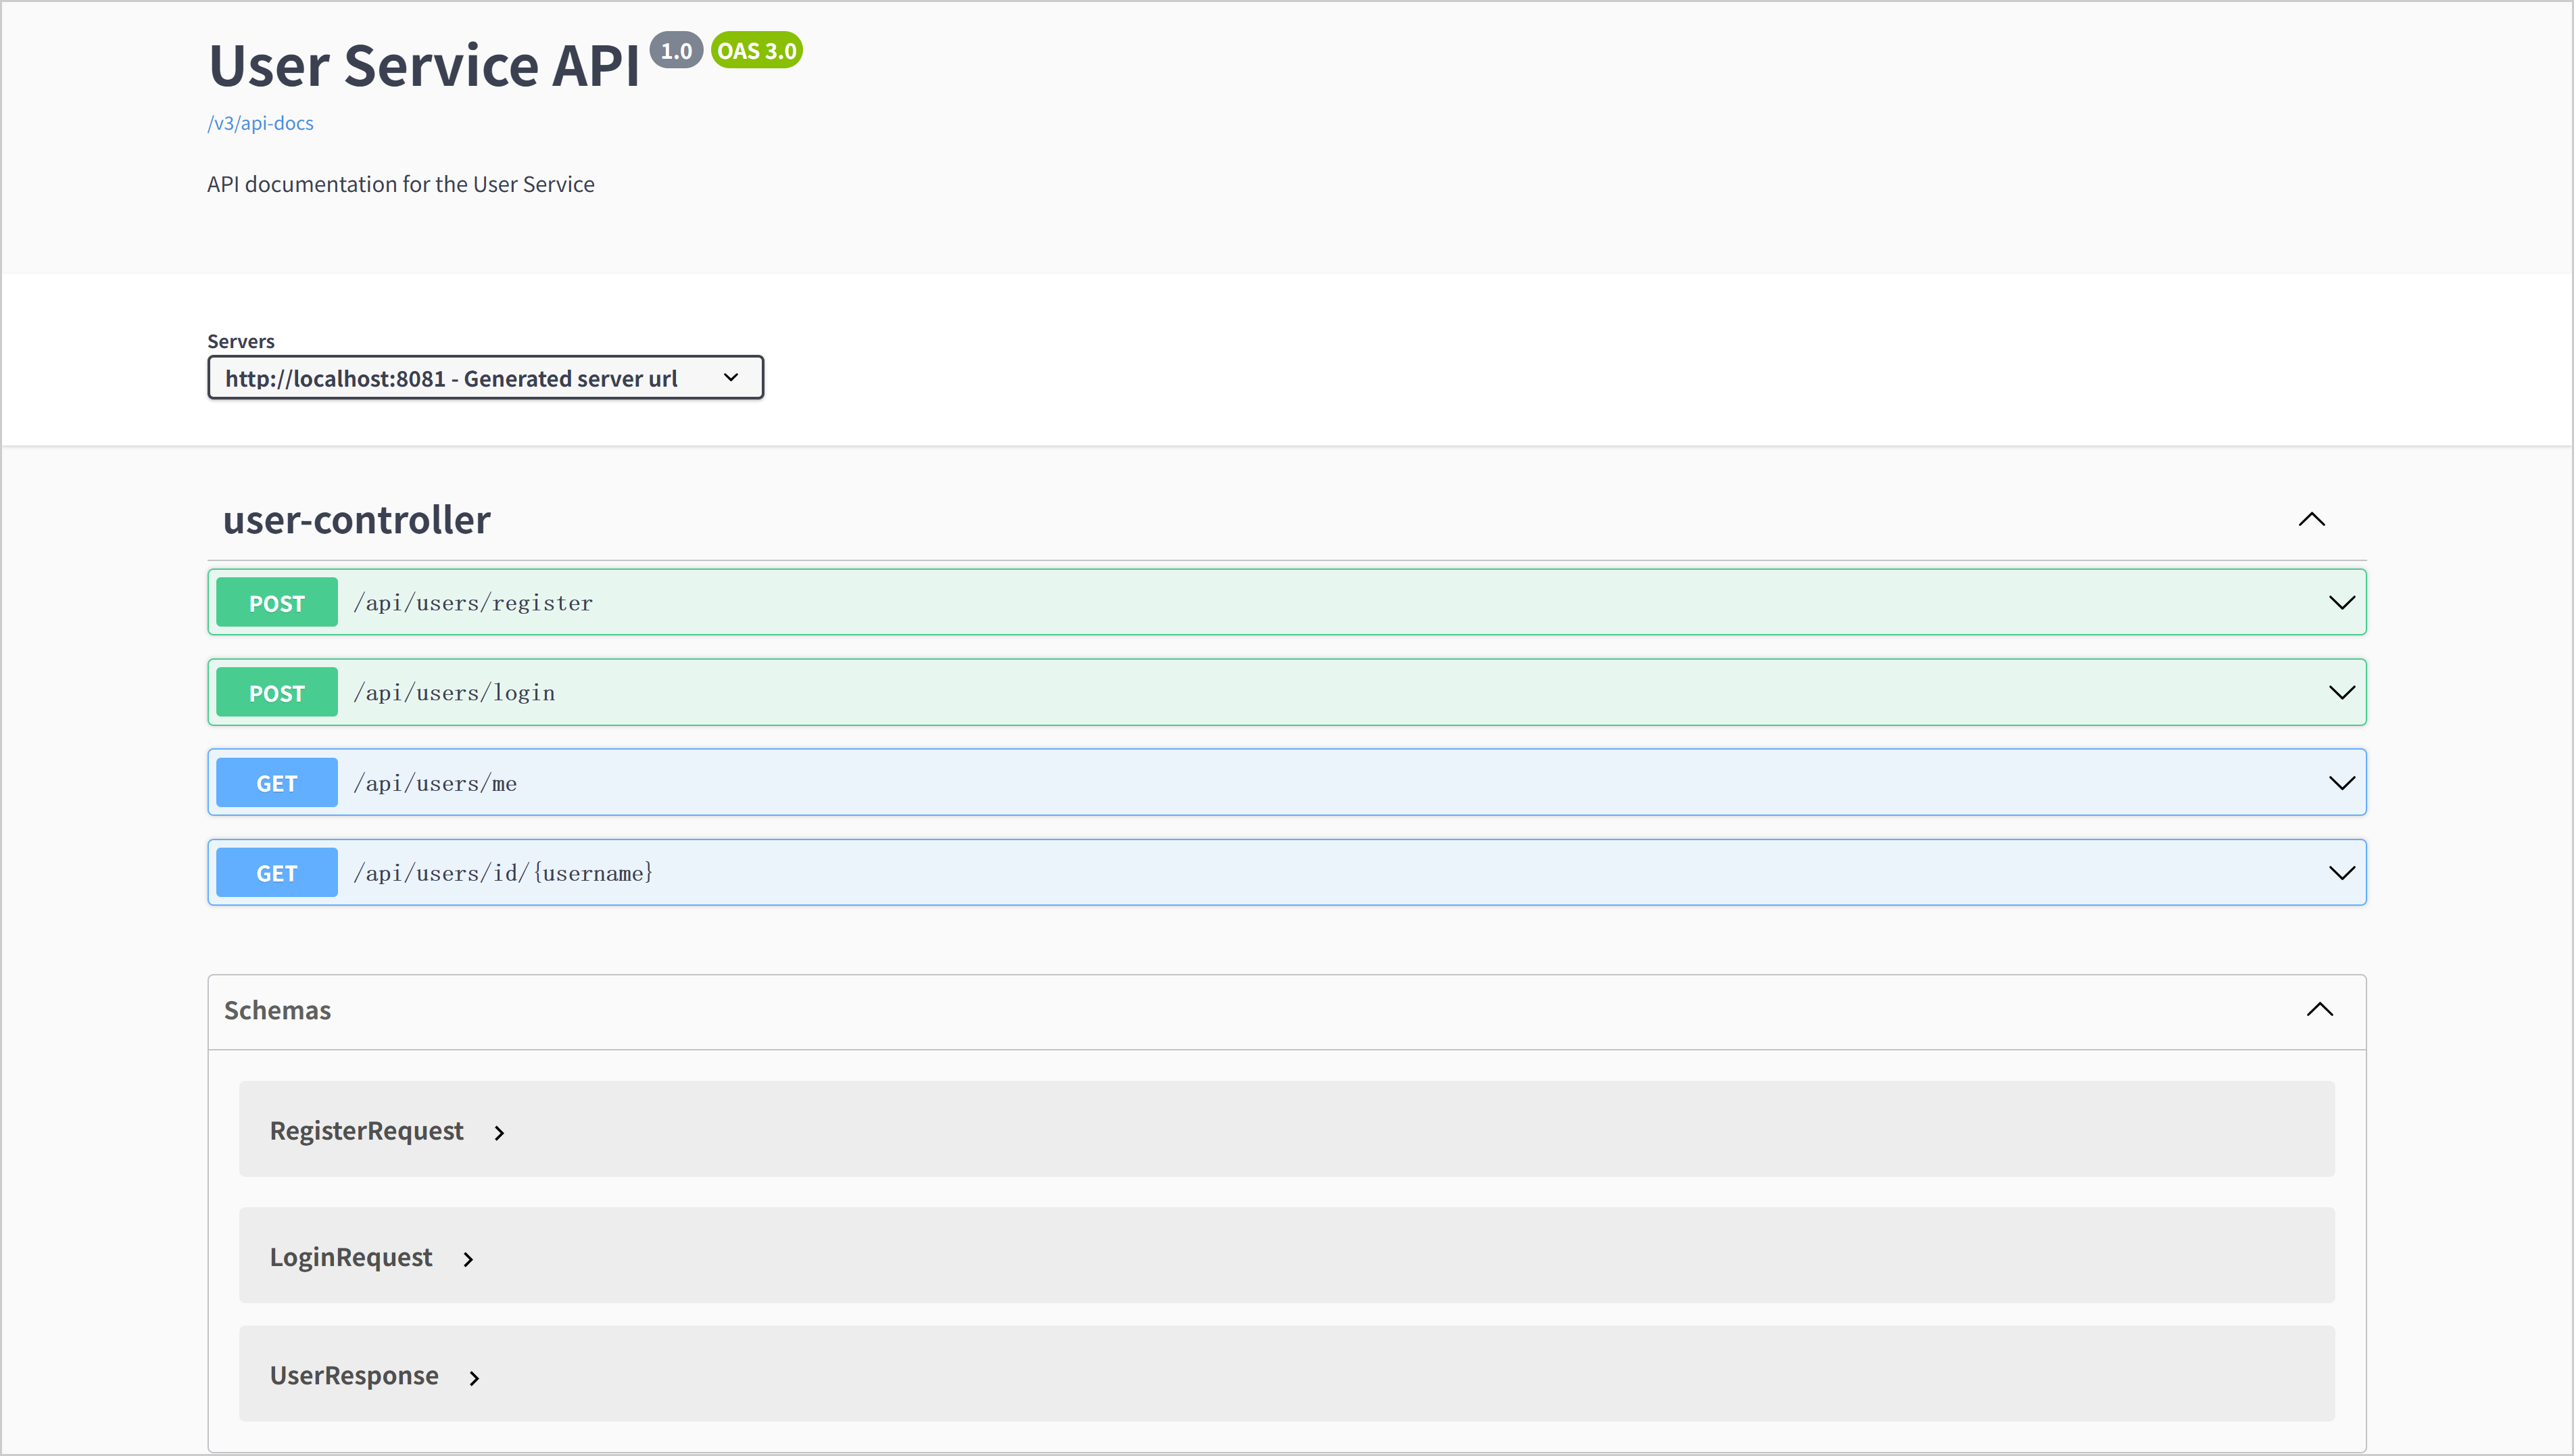 User Service API 1.0 OAS 3.0
/v3/api-docs
API documentation for the User Service
Servers
http://localhost:8081 - Generated server url
user-controller
POST /api/users/register
POST /api/users/login
GET /api/users/me
GET /api/users/id/{username}
Schemas
RegisterRequest
LoginRequest
UserResponse